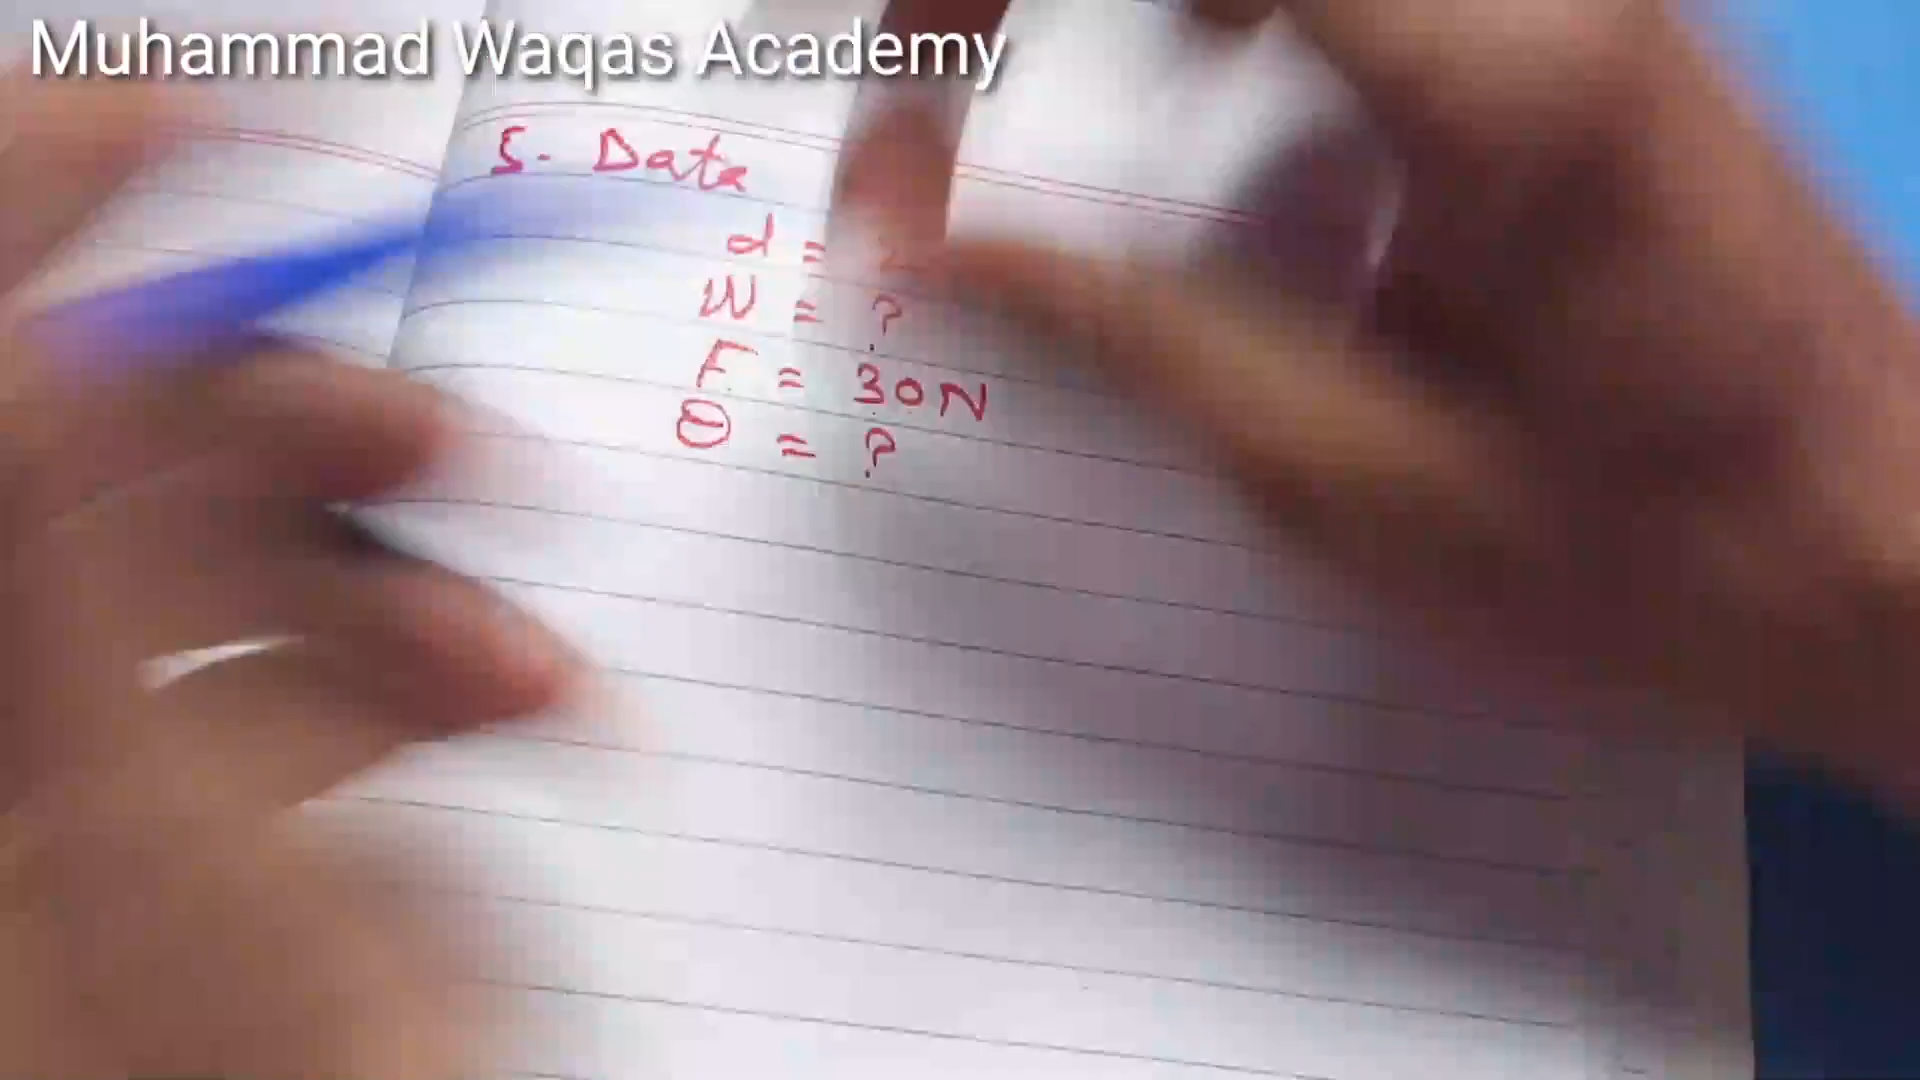 Muhammad Waqas Academy
5. Data
d =
W = ?
F = 30N
Θ = ?